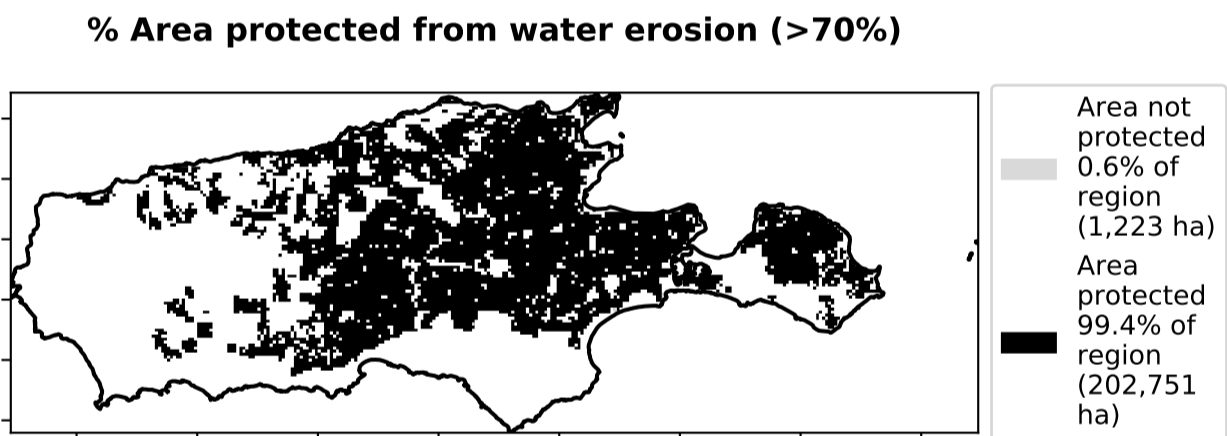 % Area protected from water erosion (>70%)
Area not
protected
0.6% of
region
(1,223 ha)
Area
protected
99.4% of
region
(202,751
ha)